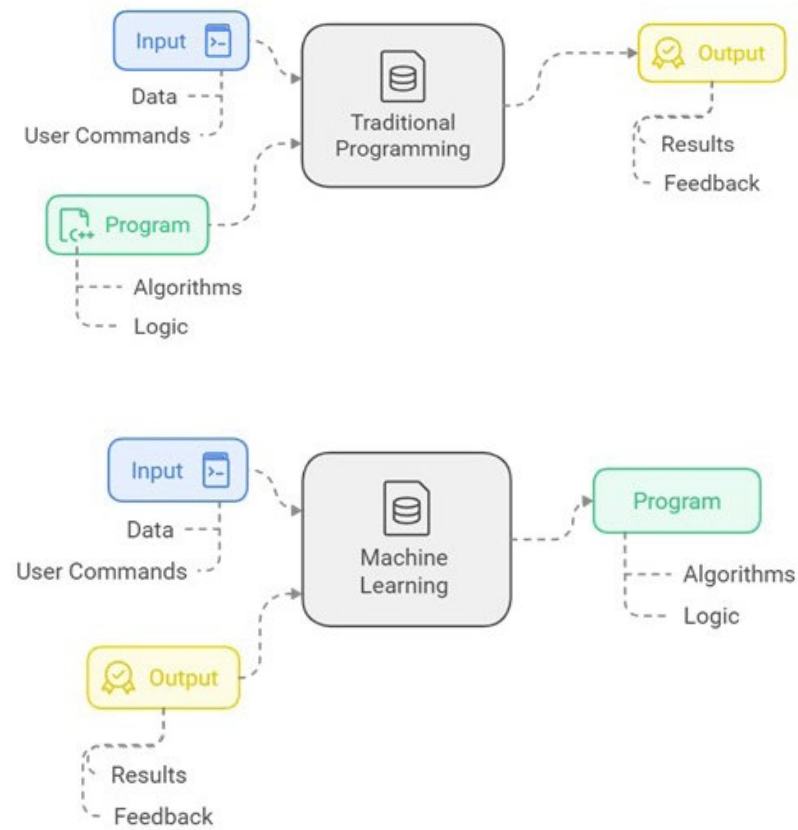 Input
Data
User Commands
Program
C++
Algorithms
Logic
Traditional
Programming
Output
Results
Feedback
Input
Data
User Commands
Output
Results
Feedback
Machine
Learning
Program
Algorithms
Logic